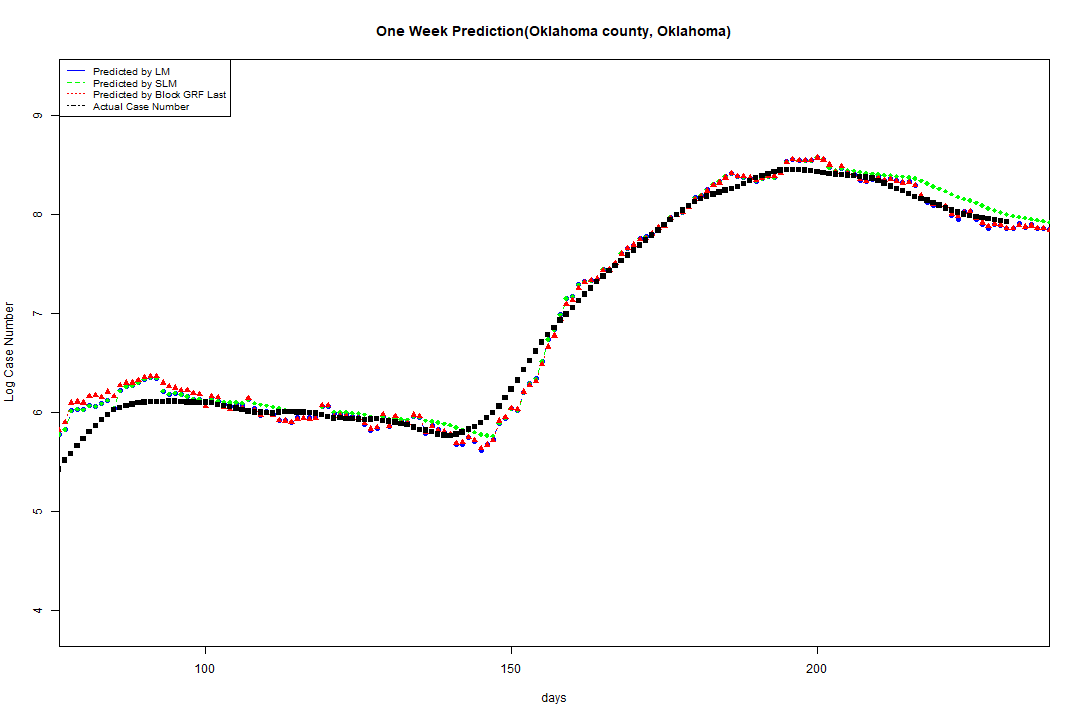 One Week Prediction(Oklahoma county, Oklahoma)
Predicted by LM
Predicted by SLM
Predicted by Block GRF Last
Actual Case Number
9
8
7
6
5
4
Log Case Number
100 150 200
days